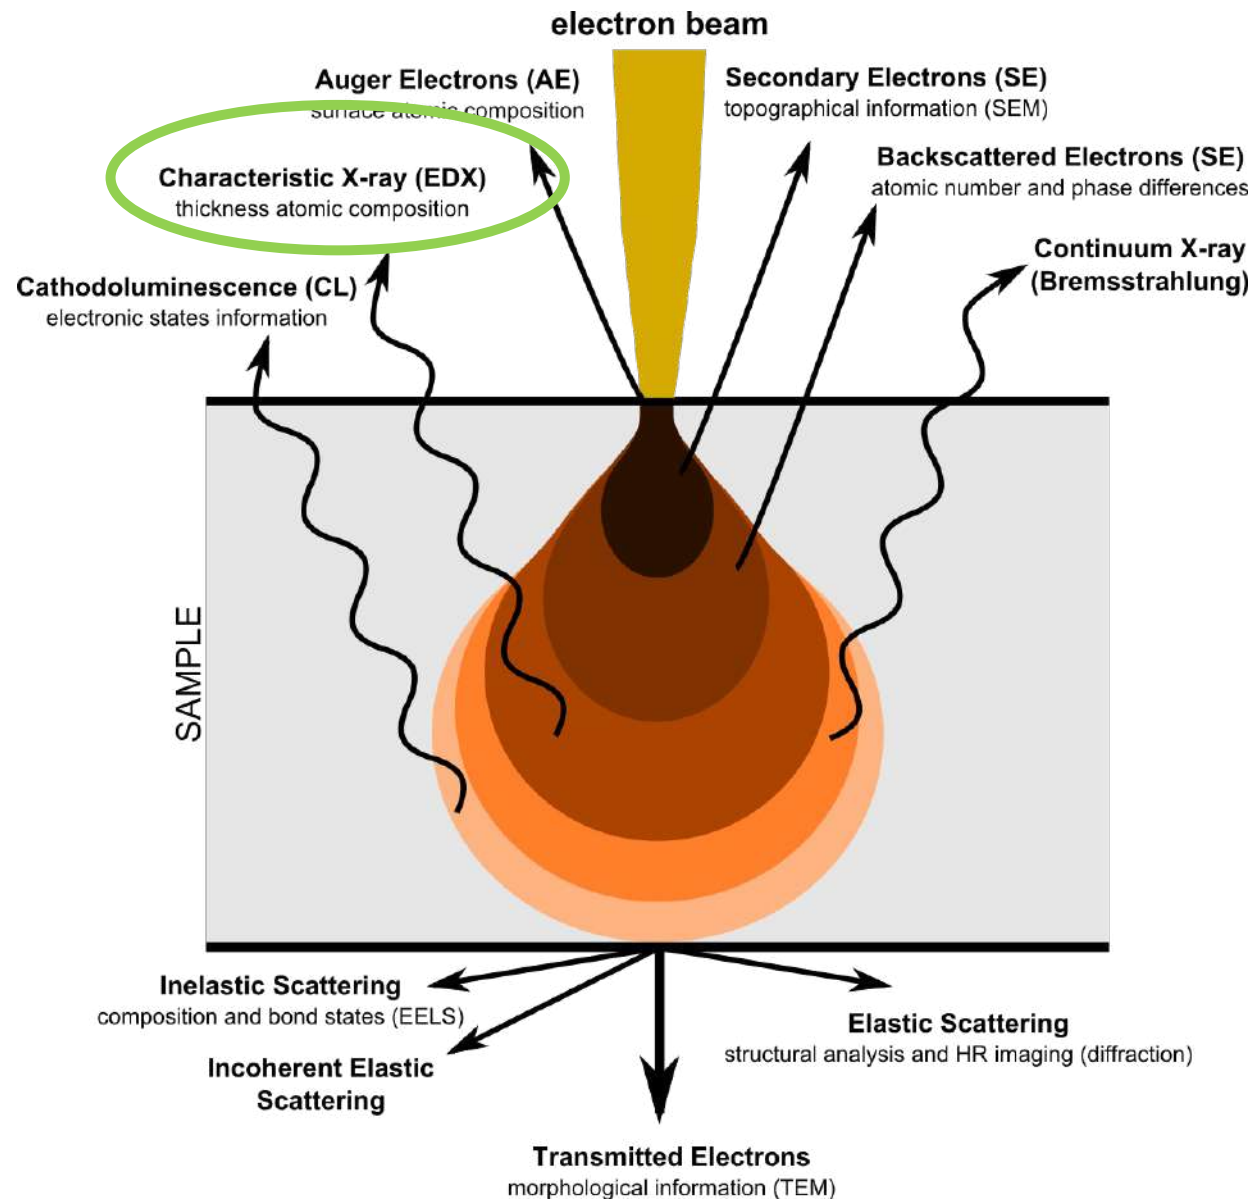 electron beam
Auger Electrons (AE)
surface atomic composition
Secondary Electrons (SE)
topographical information (SEM)
Characteristic X-ray (EDX)
thickness atomic composition
Backscattered Electrons (SE)
atomic number and phase differences
Cathodoluminescence (CL)
electronic states information
Continuum X-ray
(Bremsstrahlung)
SAMPLE
Inelastic Scattering
composition and bond states (EELS)
Incoherent Elastic
Scattering
Elastic Scattering
structural analysis and HR imaging (diffraction)
Transmitted Electrons
morphological information (TEM)